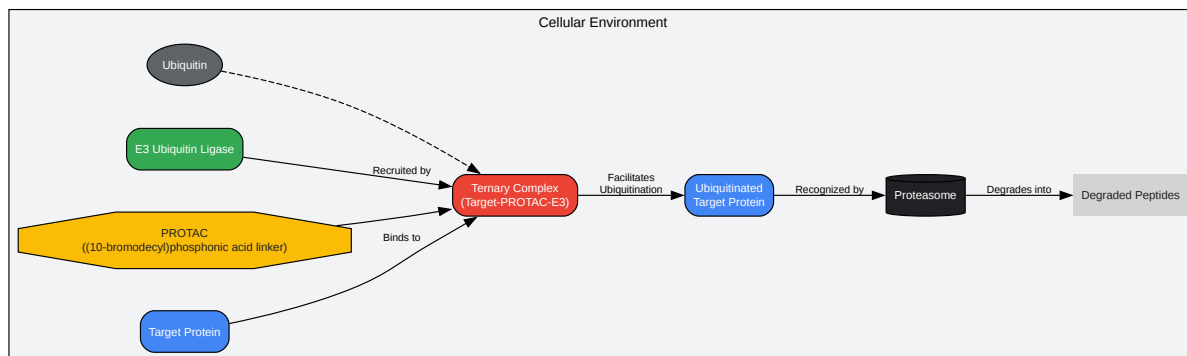 Cellular Environment
Ubiquitin
E3 Ubiquitin Ligase
Recruited by
PROTAC
((10-bromodecyl)phosphonic acid linker)
Binds to
Target Protein
Ternary Complex
(Target-PROTAC-E3)
Facilitates
Ubiquitination
Ubiquitinated
Target Protein
Recognized by
Proteasome
Degrades into
Degraded Peptides